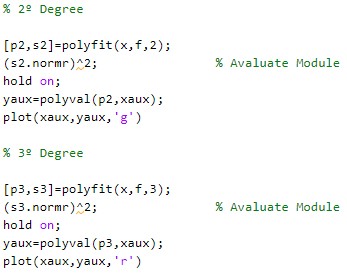 % 2º Degree
[p2,s2]=polyfit(x,f,2);
(s2.normr)^2; % Evaluate Module
hold on;
yaux=polyval(p2,xaux);
plot(xaux,yaux,'g')
% 3º Degree
[p3,s3]=polyfit(x,f,3);
(s3.normr)^2; % Evaluate Module
hold on;
yaux=polyval(p3,xaux);
plot(xaux,yaux,'r')